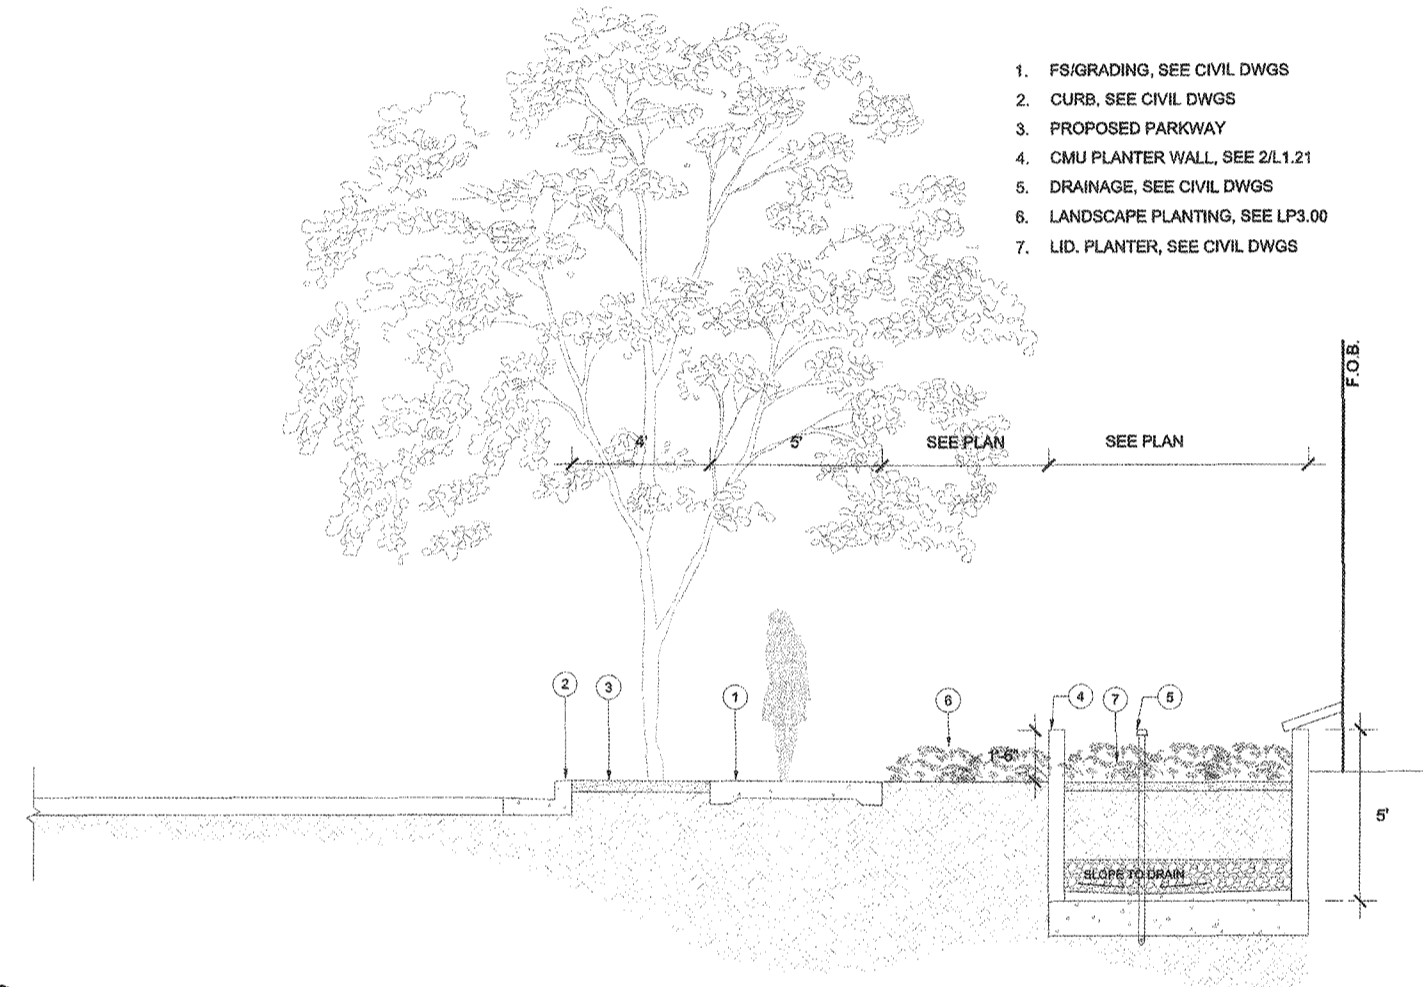 1. FS/GRADING, SEE CIVIL DWGS
2. CURB, SEE CIVIL DWGS
3. PROPOSED PARKWAY
4. CMU PLANTER WALL, SEE 2/L1.21
5. DRAINAGE, SEE CIVIL DWGS
6. LANDSCAPE PLANTING, SEE LP3.00
7. LID. PLANTER, SEE CIVIL DWGS
F.O.B.
4' 5' SEE PLAN SEE PLAN
2 3 1 6 4 7 5
1'-6"
5'
SLOPE TO DRAIN